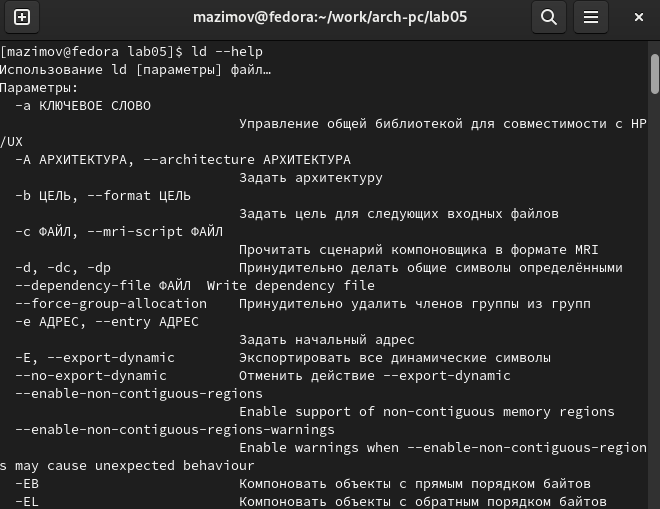 mazimov@fedora:~/work/arch-pc/lab05
[mazimov@fedora lab05]$ ld --help
Использование ld [параметры] файл…
Параметры:
-a КЛЮЧЕВОЕ СЛОВО
Управление общей библиотекой для совместимости с HP
/UX
-A АРХИТЕКТУРА, --architecture АРХИТЕКТУРА
Задать архитектуру
-b ЦЕЛЬ, --format ЦЕЛЬ
Задать цель для следующих входных файлов
-c ФАЙЛ, --mri-script ФАЙЛ
Прочитать сценарий компоновщика в формате MRI
-d, -dc, -dp Принудительно делать общие символы определёнными
--dependency-file ФАЙЛ Write dependency file
--force-group-allocation Принудительно удалить членов группы из групп
-e АДРЕС, --entry АДРЕС
Задать начальный адрес
-E, --export-dynamic Экспортировать все динамические символы
--no-export-dynamic Отменить действие --export-dynamic
--enable-non-contiguous-regions
Enable support of non-contiguous memory regions
--enable-non-contiguous-regions-warnings
Enable warnings when --enable-non-contiguous-region
s may cause unexpected behaviour
-EB Компоновать объекты с прямым порядком байтов
-EL Компоновать объекты с обратным порядком байтов